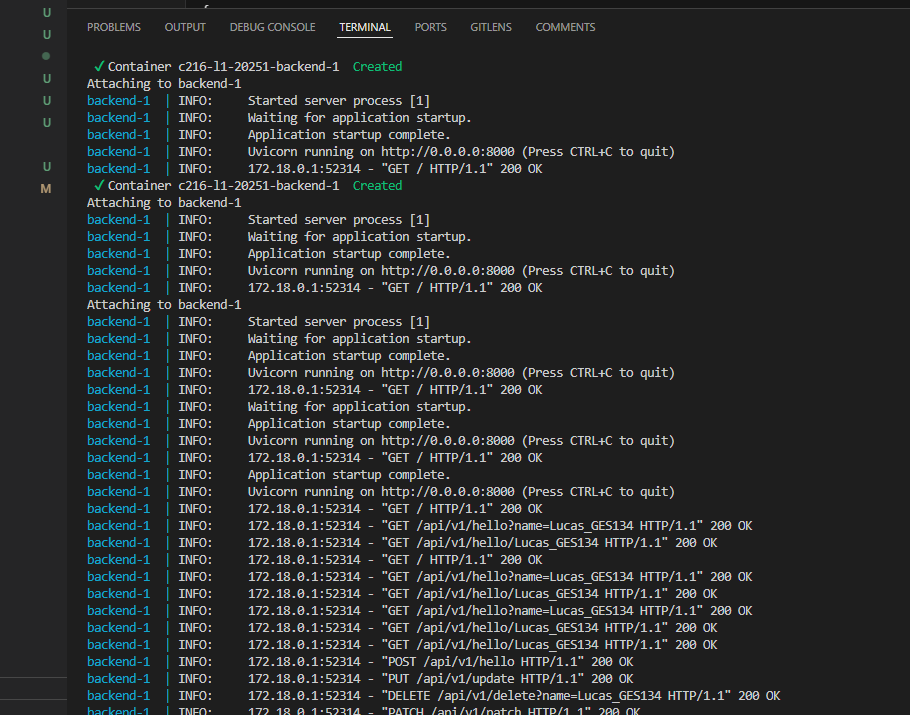 U
U
U
U
U
U
M
PROBLEMS OUTPUT DEBUG CONSOLE TERMINAL PORTS GITLENS COMMENTS
✓Container c216-l1-20251-backend-1 Created
Attaching to backend-1
backend-1 | INFO: Started server process [1]
backend-1 | INFO: Waiting for application startup.
backend-1 | INFO: Application startup complete.
backend-1 | INFO: Uvicorn running on http://0.0.0.0:8000 (Press CTRL+C to quit)
backend-1 | INFO: 172.18.0.1:52314 - "GET / HTTP/1.1" 200 OK
✓Container c216-l1-20251-backend-1 Created
Attaching to backend-1
backend-1 | INFO: Started server process [1]
backend-1 | INFO: Waiting for application startup.
backend-1 | INFO: Application startup complete.
backend-1 | INFO: Uvicorn running on http://0.0.0.0:8000 (Press CTRL+C to quit)
backend-1 | INFO: 172.18.0.1:52314 - "GET / HTTP/1.1" 200 OK
Attaching to backend-1
backend-1 | INFO: Started server process [1]
backend-1 | INFO: Waiting for application startup.
backend-1 | INFO: Application startup complete.
backend-1 | INFO: Uvicorn running on http://0.0.0.0:8000 (Press CTRL+C to quit)
backend-1 | INFO: 172.18.0.1:52314 - "GET / HTTP/1.1" 200 OK
backend-1 | INFO: Waiting for application startup.
backend-1 | INFO: Application startup complete.
backend-1 | INFO: Uvicorn running on http://0.0.0.0:8000 (Press CTRL+C to quit)
backend-1 | INFO: 172.18.0.1:52314 - "GET / HTTP/1.1" 200 OK
backend-1 | INFO: Application startup complete.
backend-1 | INFO: Uvicorn running on http://0.0.0.0:8000 (Press CTRL+C to quit)
backend-1 | INFO: 172.18.0.1:52314 - "GET / HTTP/1.1" 200 OK
backend-1 | INFO: 172.18.0.1:52314 - "GET /api/v1/hello?name=Lucas_GES134 HTTP/1.1" 200 OK
backend-1 | INFO: 172.18.0.1:52314 - "GET /api/v1/hello/Lucas_GES134 HTTP/1.1" 200 OK
backend-1 | INFO: 172.18.0.1:52314 - "GET / HTTP/1.1" 200 OK
backend-1 | INFO: 172.18.0.1:52314 - "GET /api/v1/hello?name=Lucas_GES134 HTTP/1.1" 200 OK
backend-1 | INFO: 172.18.0.1:52314 - "GET /api/v1/hello/Lucas_GES134 HTTP/1.1" 200 OK
backend-1 | INFO: 172.18.0.1:52314 - "GET /api/v1/hello?name=Lucas_GES134 HTTP/1.1" 200 OK
backend-1 | INFO: 172.18.0.1:52314 - "GET /api/v1/hello/Lucas_GES134 HTTP/1.1" 200 OK
backend-1 | INFO: 172.18.0.1:52314 - "GET /api/v1/hello/Lucas_GES134 HTTP/1.1" 200 OK
backend-1 | INFO: 172.18.0.1:52314 - "POST /api/v1/hello HTTP/1.1" 200 OK
backend-1 | INFO: 172.18.0.1:52314 - "PUT /api/v1/update HTTP/1.1" 200 OK
backend-1 | INFO: 172.18.0.1:52314 - "DELETE /api/v1/delete?name=Lucas_GES134 HTTP/1.1" 200 OK
backend-1 | INFO: 172.18.0.1:52314 - "PATCH /api/v1/patch HTTP/1.1" 200 OK